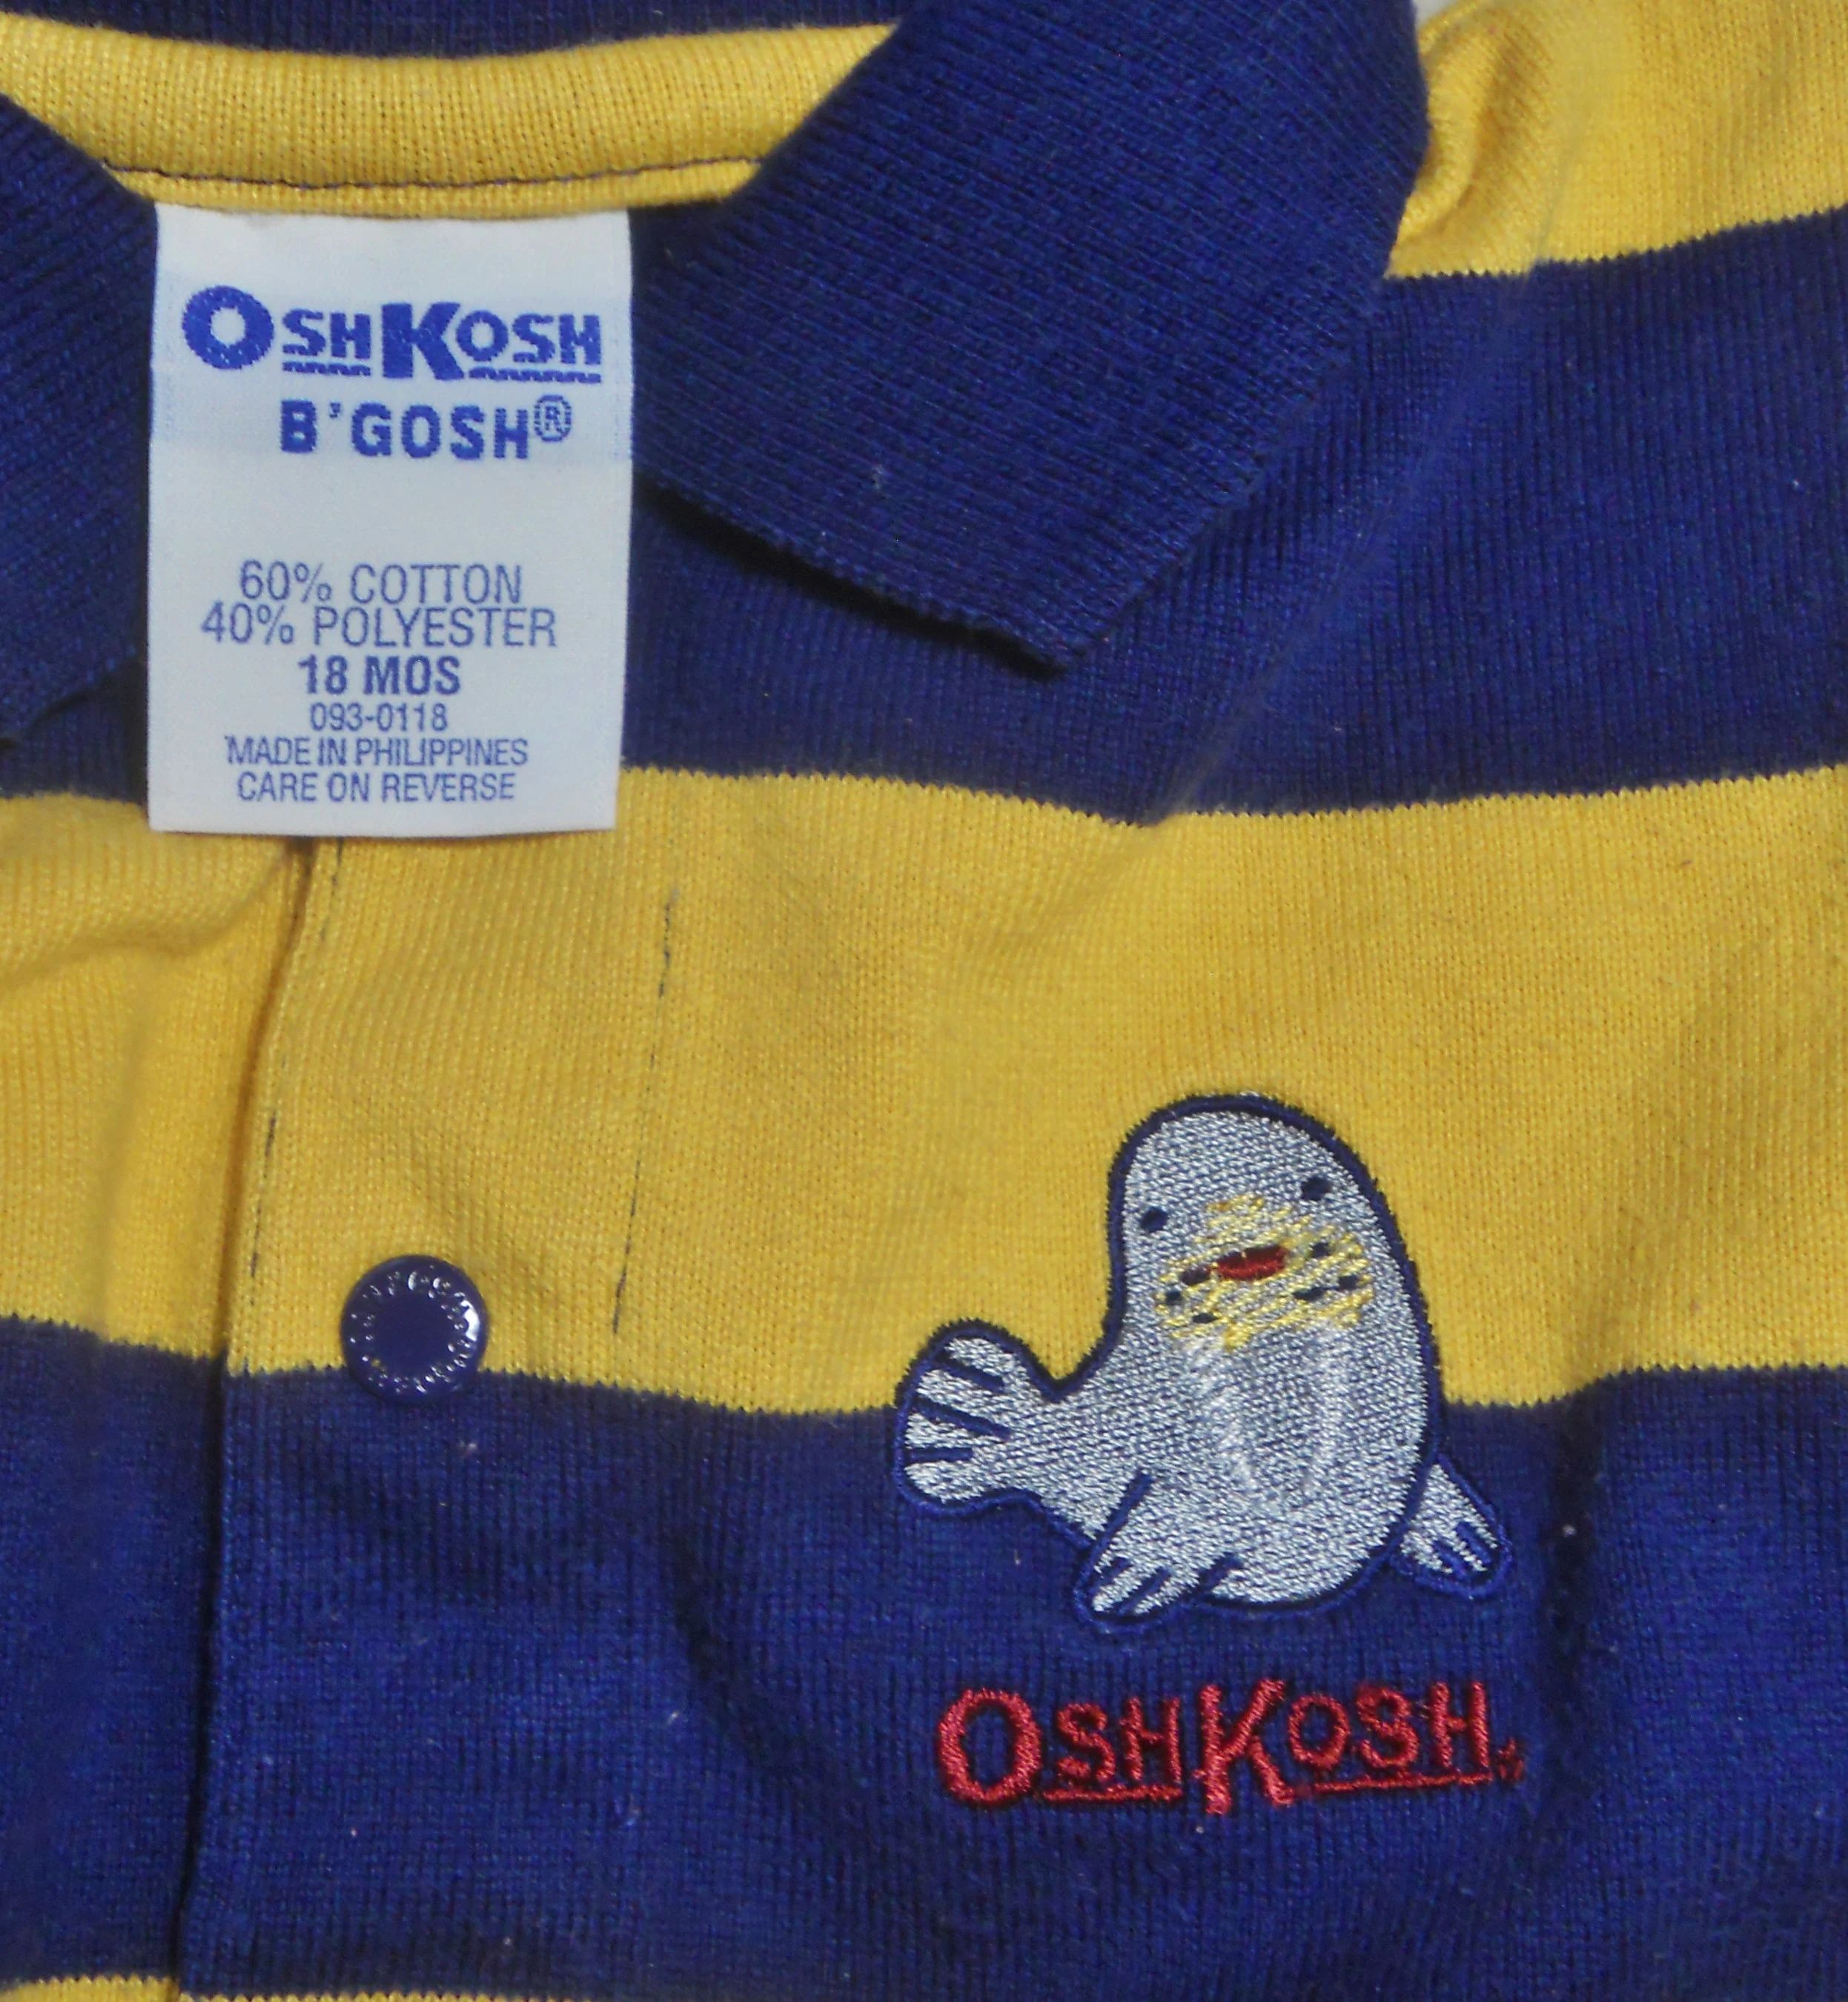 OSHKOSH
B'GOSH®
60% COTTON
40% POLYESTER
18 MOS
093-0118
MADE IN PHILIPPINES
CARE ON REVERSE
OSHKOSH